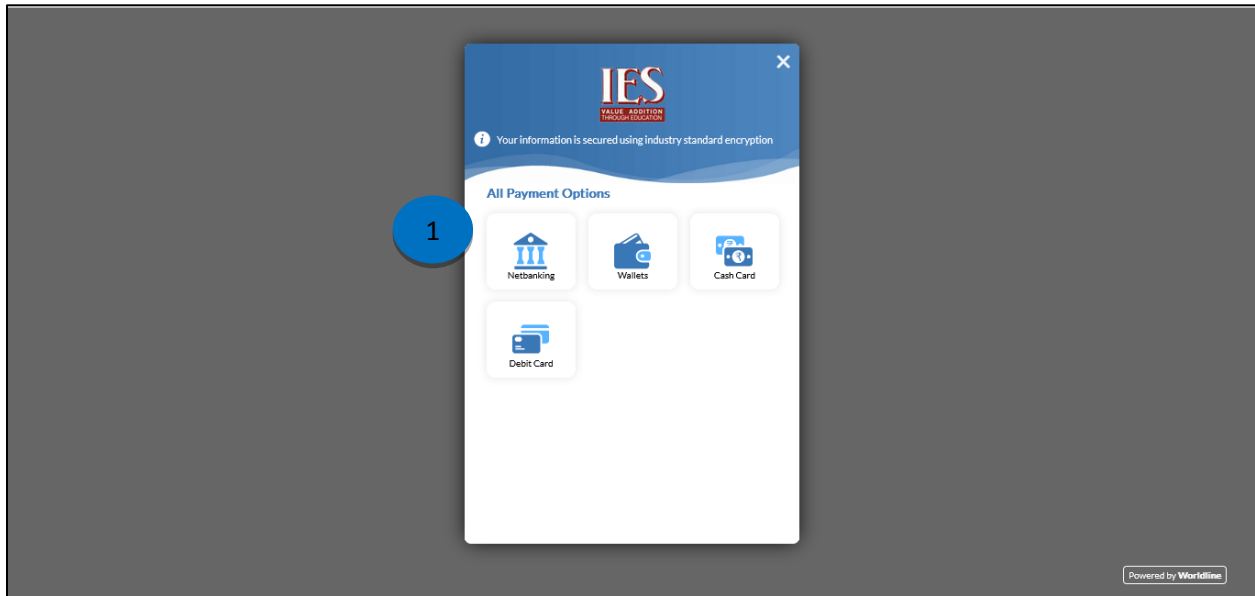 IES
VALUE ADDITION
THROUGH EDUCATION
i Your information is secured using industry standard encryption
All Payment Options
1
Netbanking
Wallets
Cash Card
Debit Card
Powered by Worldline